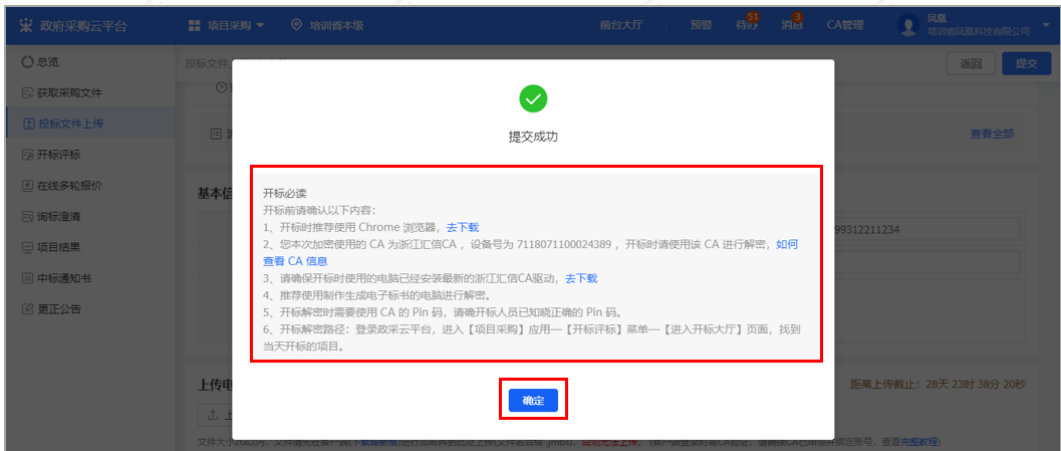 政府采购云平台
项目采购
培训省本级
前台大厅
预警
待办
51
消息
3
CA管理
凤凰
培训省凤凰科技有限公司
总览
获取采购文件
投标文件上传
开标评标
在线多轮报价
询标澄清
项目结果
中标通知书
更正公告
投标文件
返回
提交
查看全部
基本信
99312211234
提交成功
开标必读
开标前请确认以下内容:
1、开标时推荐使用 Chrome 浏览器，去下载
2、您本次加密使用的 CA 为浙江汇信CA ，设备号为 7118071100024389 ，开标时请使用该 CA 进行解密，如何
查看 CA 信息
3、请确保开标时使用的电脑已经安装最新的浙江汇信CA驱动，去下载
4、推荐使用制作生成电子标书的电脑进行解密。
5、开标解密时需要使用 CA 的 Pin 码，请确开标人员已知晓正确的 Pin 码。
6、开标解密路径：登录政采云平台，进入【项目采购】应用—【开标评标】菜单—【进入开标大厅】页面，找到
当天开标的项目。
确定
上传电
距离上传截止：28天 23时 38分 20秒
上
文件大小
查看完整教程)